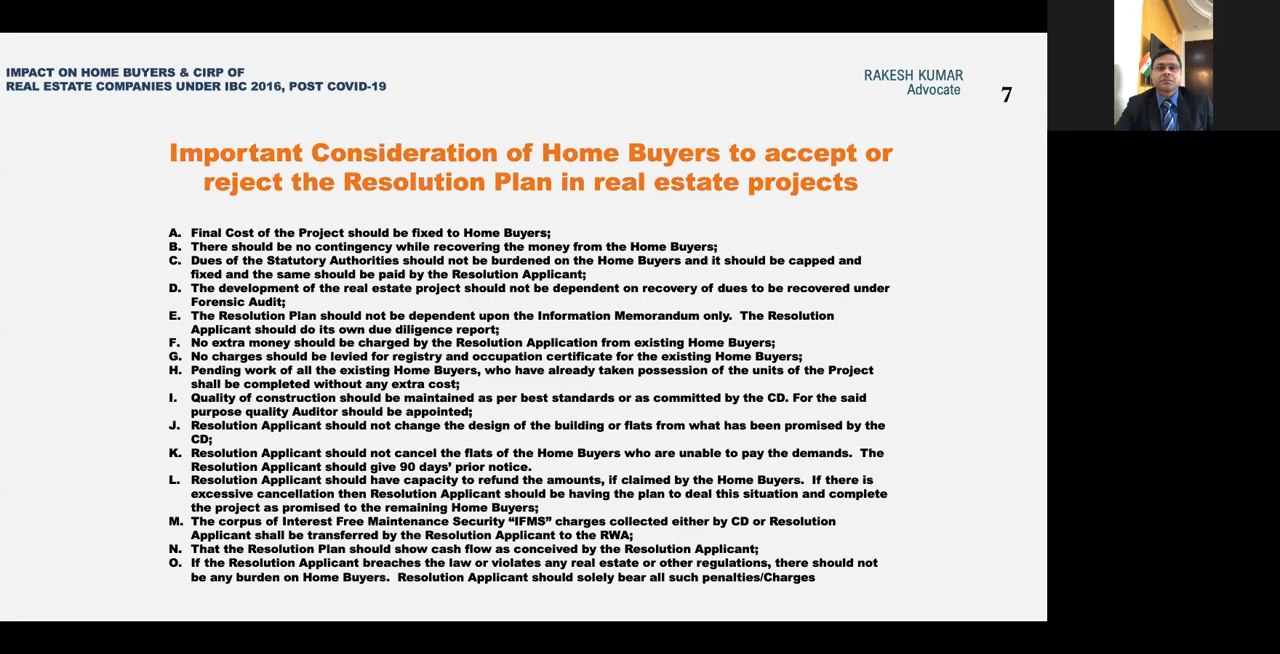 IMPACT ON HOME BUYERS & CIRP OF
REAL ESTATE COMPANIES UNDER IBC 2016, POST COVID-19
RAKESH KUMAR
Advocate
7
Important Consideration of Home Buyers to accept or
reject the Resolution Plan in real estate projects
A. Final Cost of the Project should be fixed to Home Buyers;
B. There should be no contingency while recovering the money from the Home Buyers;
C. Dues of the Statutory Authorities should not be burdened on the Home Buyers and it should be capped and
fixed and the same should be paid by the Resolution Applicant;
D. The development of the real estate project should not be dependent on recovery of dues to be recovered under
Forensic Audit;
E. The Resolution Plan should not be dependent upon the Information Memorandum only. The Resolution
Applicant should do its own due diligence report;
F. No extra money should be charged by the Resolution Application from existing Home Buyers;
G. No charges should be levied for registry and occupation certificate for the existing Home Buyers;
H. Pending work of all the existing Home Buyers, who have already taken possession of the units of the Project
shall be completed without any extra cost;
I. Quality of construction should be maintained as per best standards or as committed by the CD. For the said
purpose quality Auditor should be appointed;
J. Resolution Applicant should not change the design of the building or flats from what has been promised by the
CD;
K. Resolution Applicant should not cancel the flats of the Home Buyers who are unable to pay the demands. The
Resolution Applicant should give 90 days' prior notice.
L. Resolution Applicant should have capacity to refund the amounts, if claimed by the Home Buyers. If there is
excessive cancellation then Resolution Applicant should be having the plan to deal this situation and complete
the project as promised to the remaining Home Buyers;
M. The corpus of Interest Free Maintenance Security “IFMS” charges collected either by CD or Resolution
Applicant shall be transferred by the Resolution Applicant to the RWA;
N. That the Resolution Plan should show cash flow as conceived by the Resolution Applicant;
O. If the Resolution Applicant breaches the law or violates any real estate or other regulations, there should not
be any burden on Home Buyers. Resolution Applicant should solely bear all such penalties/Charges